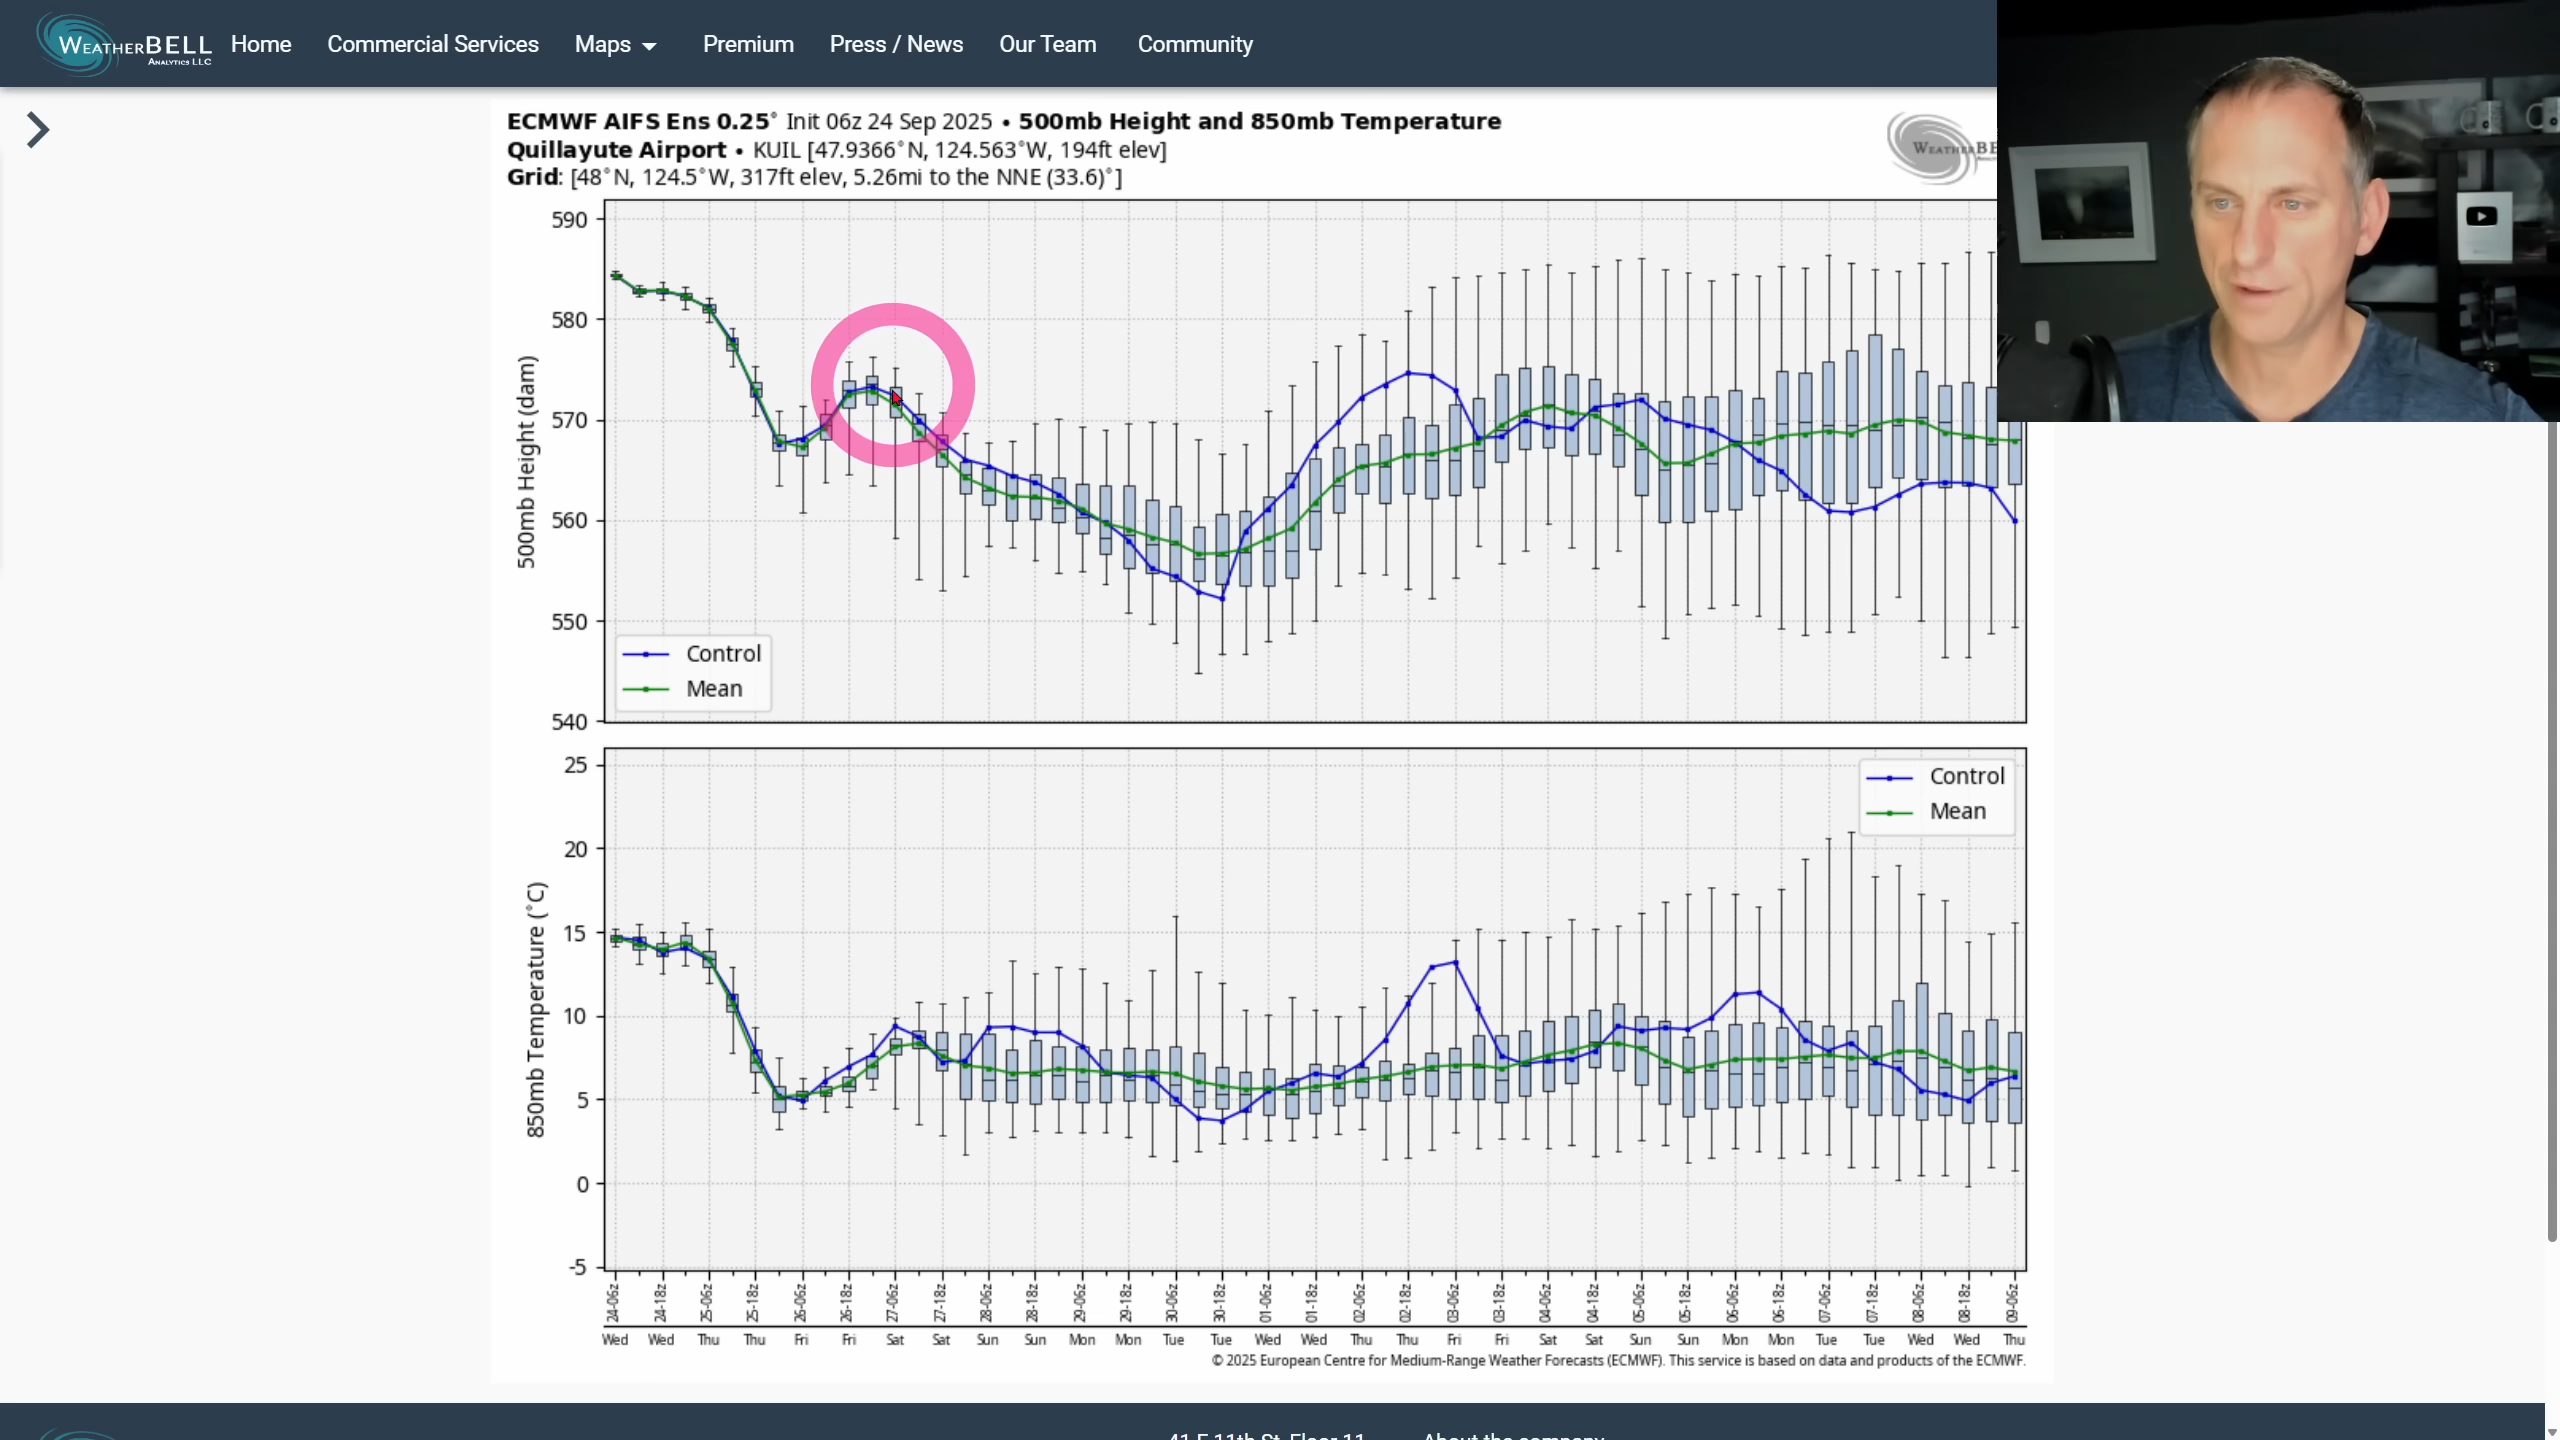 WEATHERBELL
ANALYTICS LLC
Home
Commercial Services
Maps
Premium
Press / News
Our Team
Community
ECMWF AIFS Ens 0.25° Init 06z 24 Sep 2025 • 500mb Height and 850mb Temperature
Quillayute Airport • KUIL [47.9366°N, 124.563°W, 194ft elev]
Grid: [48°N, 124.5°W, 317ft elev, 5.26mi to the NNE (33.6)°]
WEATHERBE
590
580
570
560
550
540
500mb Height (dam)
Control
Mean
25
20
15
10
5
0
-5
850mb Temperature (°C)
Control
Mean
24-06z 24-18z 25-06z 25-18z 26-06z 26-18z 27-06z 27-18z 28-06z 28-18z 29-06z 29-18z 30-06z 30-18z 01-06z 01-18z 02-06z 02-18z 03-06z 03-18z 04-06z 04-18z 05-06z 05-18z 06-06z 06-18z 07-06z 07-18z 08-06z 08-18z 09-06z
Wed Wed Thu Thu Fri Fri Sat Sat Sun Sun Mon Mon Tue Tue Wed Wed Thu Thu Fri Fri Sat Sat Sun Sun Mon Mon Tue Tue Wed Wed Thu
© 2025 European Centre for Medium-Range Weather Forecasts (ECMWF). This service is based on data and products of the ECMWF.
41 E 11th St. Floor 11
About the company